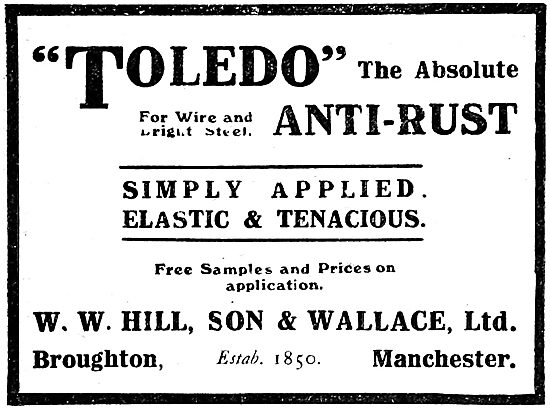 "TOLEDO" The Absolute
For Wire and ANTI-RUST
Bright Steel.
SIMPLY APPLIED.
ELASTIC & TENACIOUS.
Free Samples and Prices on
application.
W. W. HILL, SON & WALLACE, Ltd.
Broughton, Estab. 1850. Manchester.